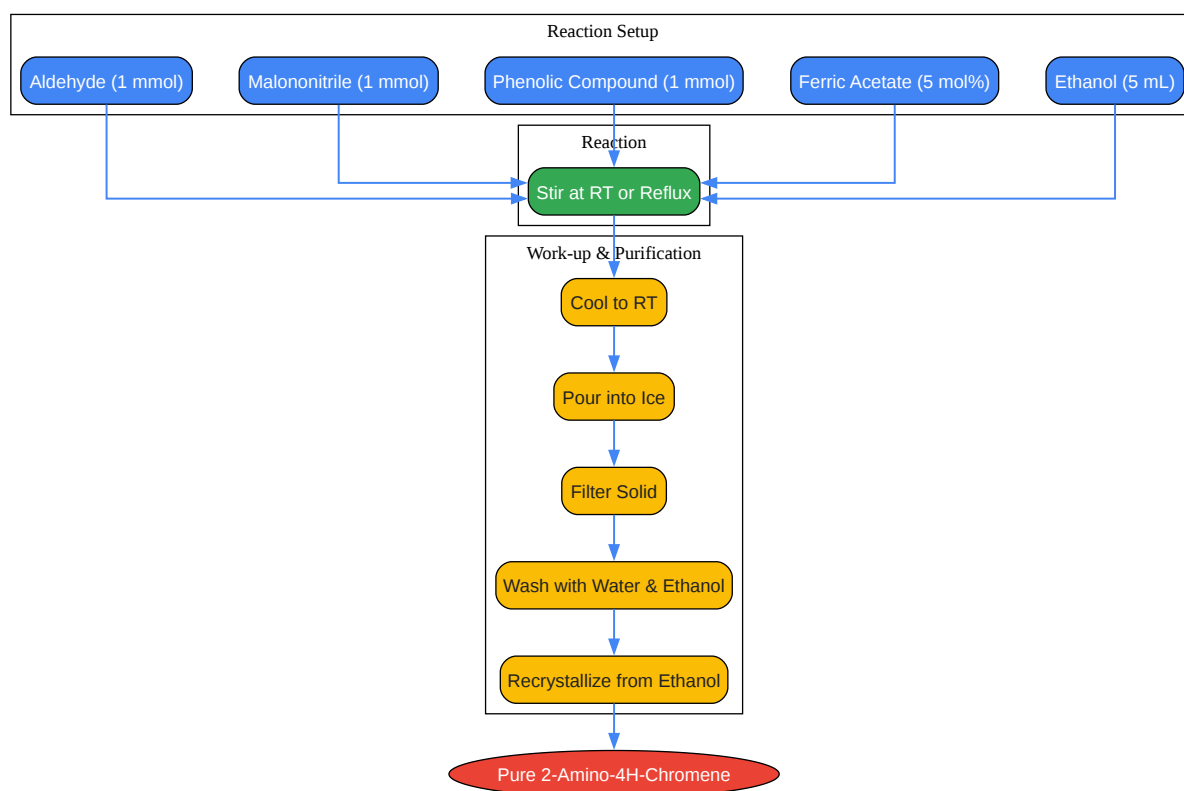 Reaction Setup
Aldehyde (1 mmol)
Malononitrile (1 mmol)
Phenolic Compound (1 mmol)
Ferric Acetate (5 mol%)
Ethanol (5 mL)
Reaction
Stir at RT or Reflux
Work-up & Purification
Cool to RT
Pour into Ice
Filter Solid
Wash with Water & Ethanol
Recrystallize from Ethanol
Pure 2-Amino-4H-Chromene